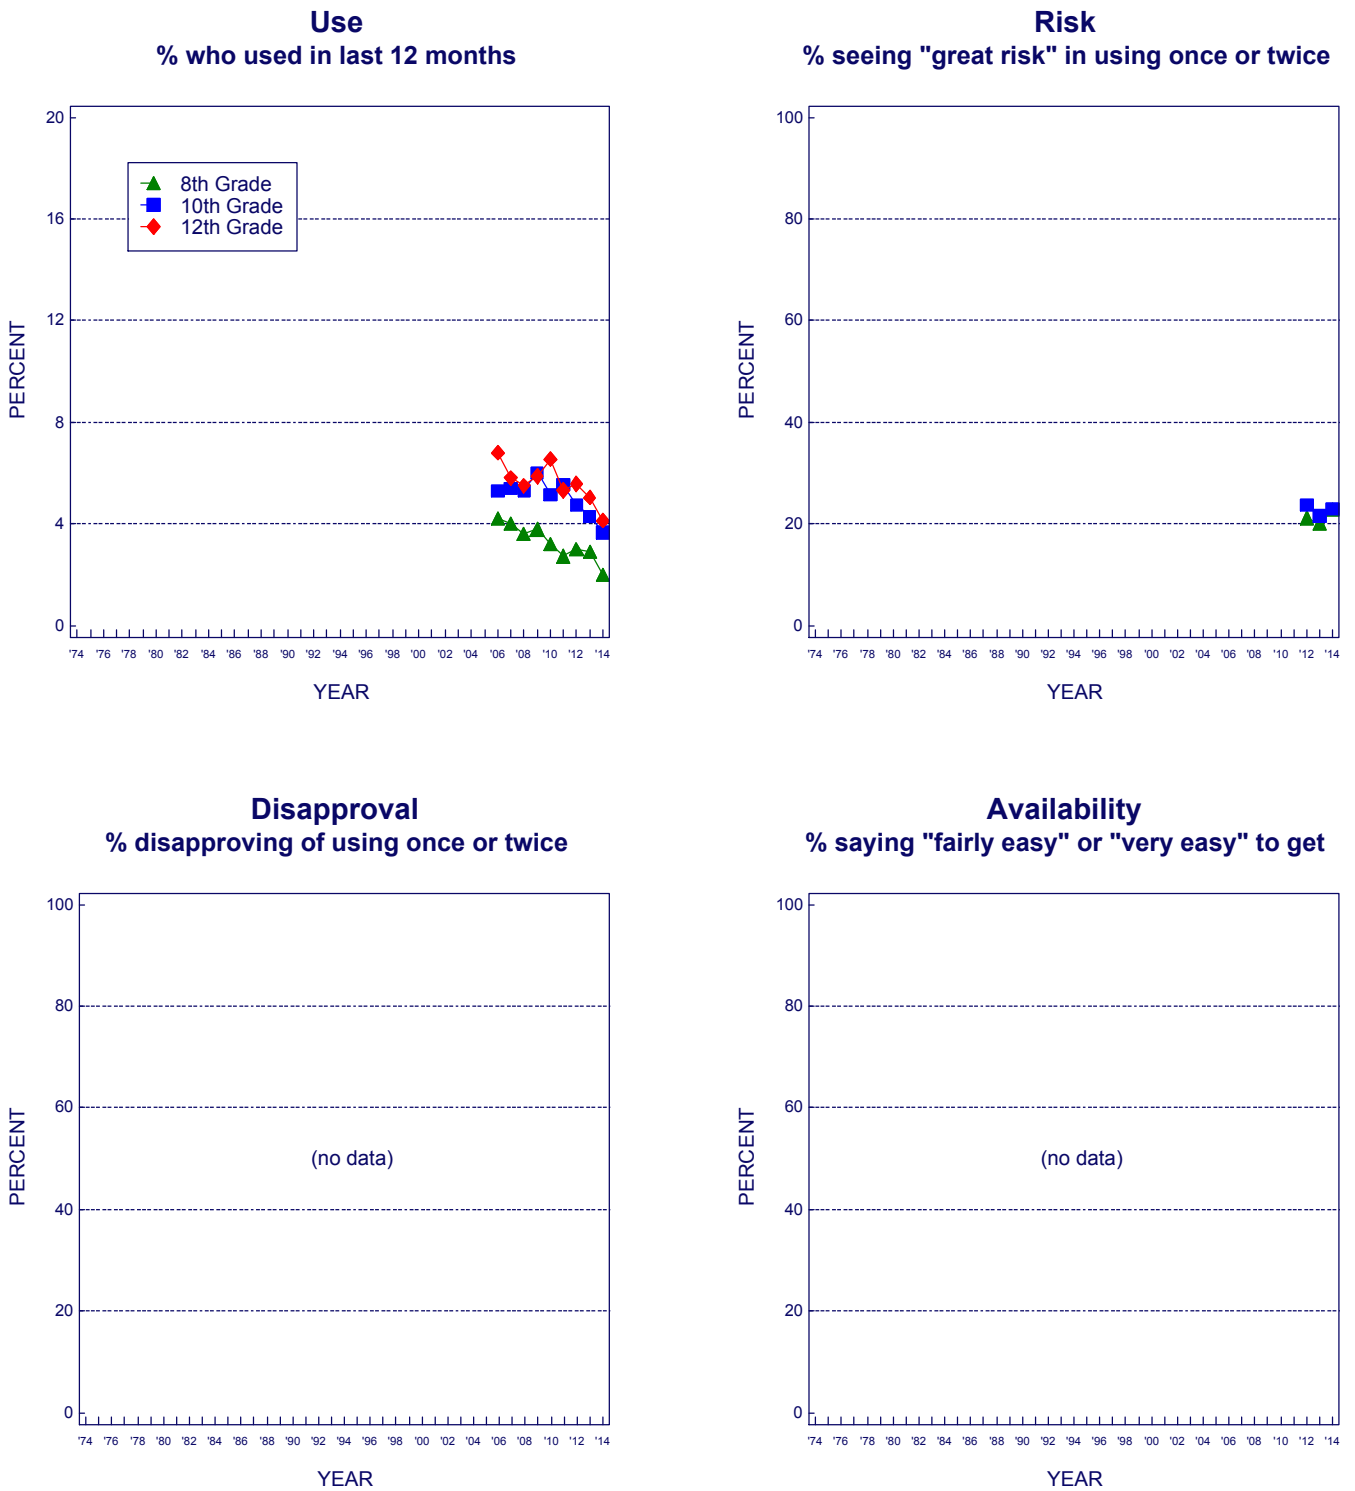 Use
% who used in last 12 months
20
16
12
8
4
0
PERCENT
8th Grade
10th Grade
12th Grade
'74 '76 '78 '80 '82 '84 '86 '88 '90 '92 '94 '96 '98 '00 '02 '04 '06 '08 '10 '12 '14
YEAR
Risk
% seeing "great risk" in using once or twice
100
80
60
40
20
0
PERCENT
'74 '76 '78 '80 '82 '84 '86 '88 '90 '92 '94 '96 '98 '00 '02 '04 '06 '08 '10 '12 '14
YEAR
Disapproval
% disapproving of using once or twice
100
80
60
40
20
0
PERCENT
(no data)
'74 '76 '78 '80 '82 '84 '86 '88 '90 '92 '94 '96 '98 '00 '02 '04 '06 '08 '10 '12 '14
YEAR
Availability
% saying "fairly easy" or "very easy" to get
100
80
60
40
20
0
PERCENT
(no data)
'74 '76 '78 '80 '82 '84 '86 '88 '90 '92 '94 '96 '98 '00 '02 '04 '06 '08 '10 '12 '14
YEAR